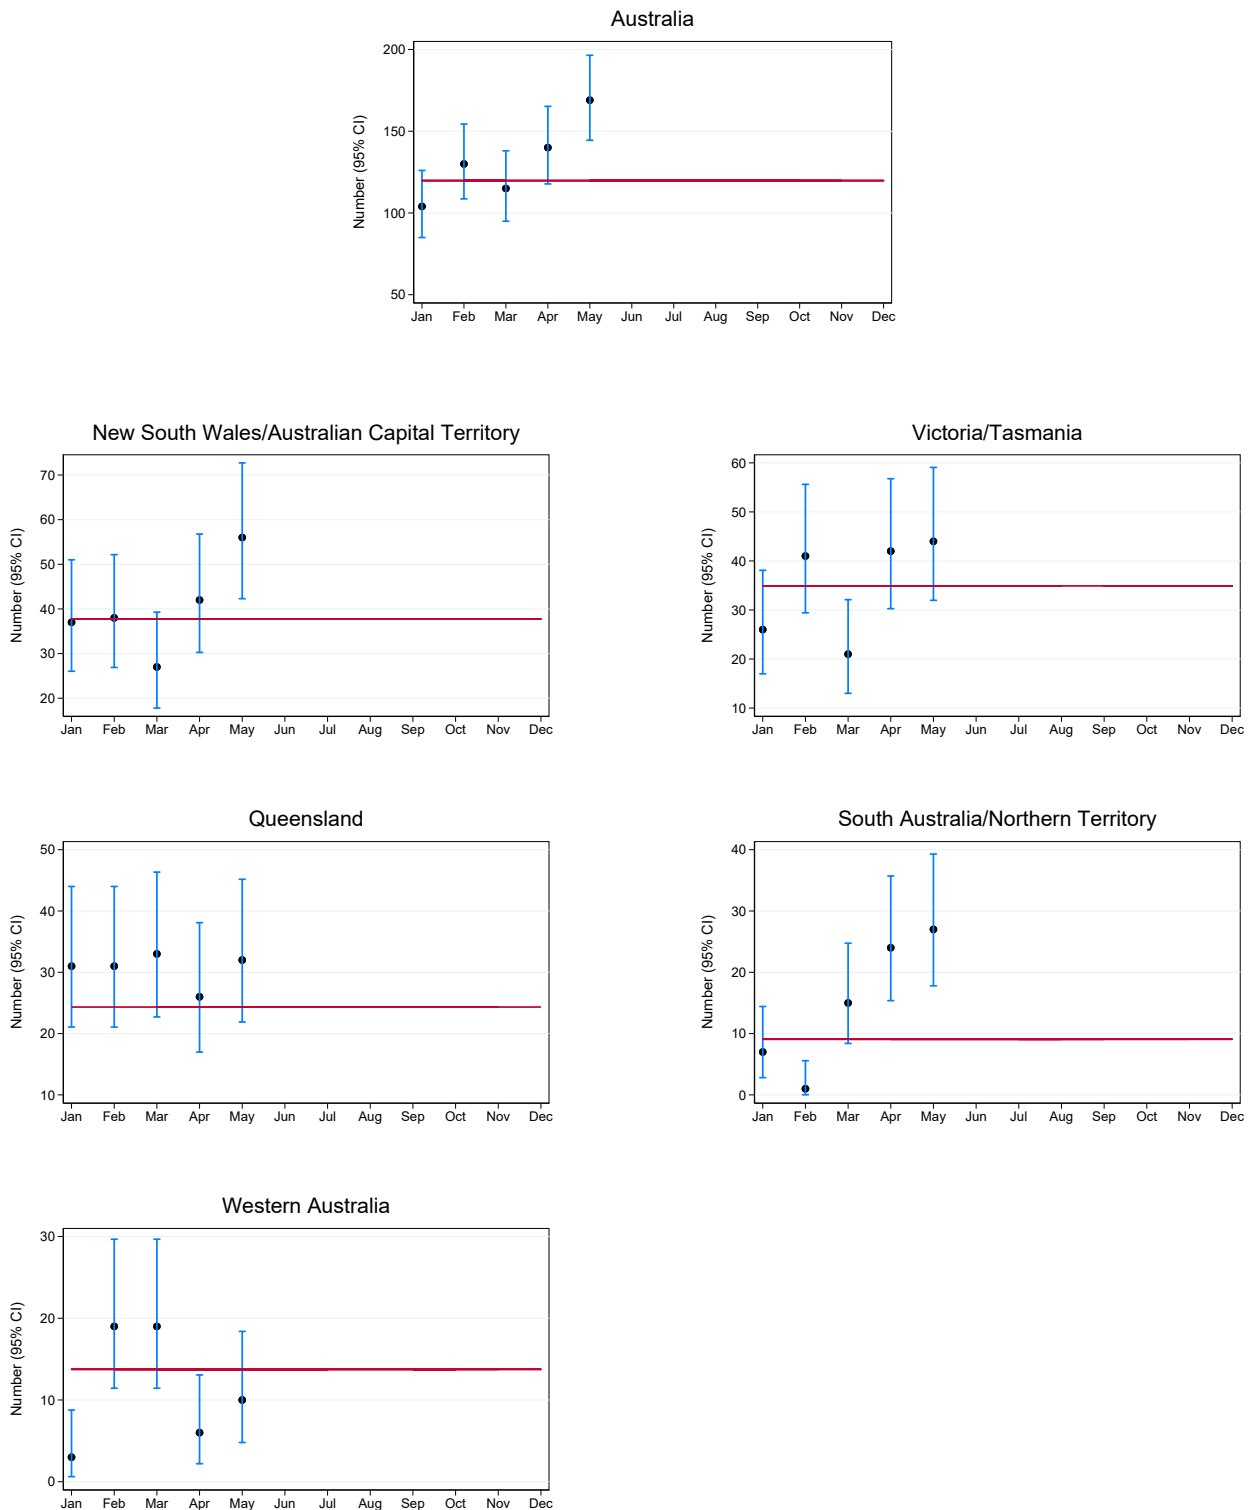 Australia
Number (95% CI)
200
150
100
50
Jan Feb Mar Apr May Jun Jul Aug Sep Oct Nov Dec
New South Wales/Australian Capital Territory
Number (95% CI)
70
60
50
40
30
20
Jan Feb Mar Apr May Jun Jul Aug Sep Oct Nov Dec
Victoria/Tasmania
Number (95% CI)
60
50
40
30
20
10
Jan Feb Mar Apr May Jun Jul Aug Sep Oct Nov Dec
Queensland
Number (95% CI)
50
40
30
20
10
Jan Feb Mar Apr May Jun Jul Aug Sep Oct Nov Dec
South Australia/Northern Territory
Number (95% CI)
40
30
20
10
0
Jan Feb Mar Apr May Jun Jul Aug Sep Oct Nov Dec
Western Australia
Number (95% CI)
30
20
10
0
Jan Feb Mar Apr May Jun Jul Aug Sep Oct Nov Dec